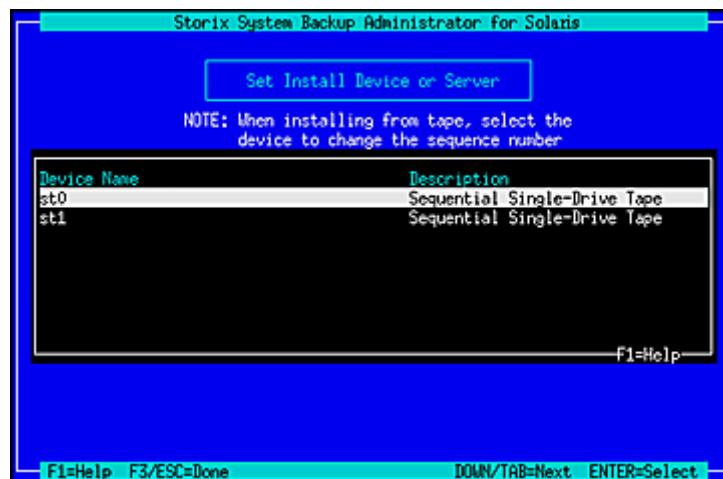 Storix System Backup Administrator for Solaris
Set Install Device or Server
NOTE: When installing from tape, select the
device to change the sequence number
Device Name Description
st0 Sequential Single-Drive Tape
st1 Sequential Single-Drive Tape
F1=Help
F1=Help F3/ESC=Done DOWN/TAB=Next ENTER=Select